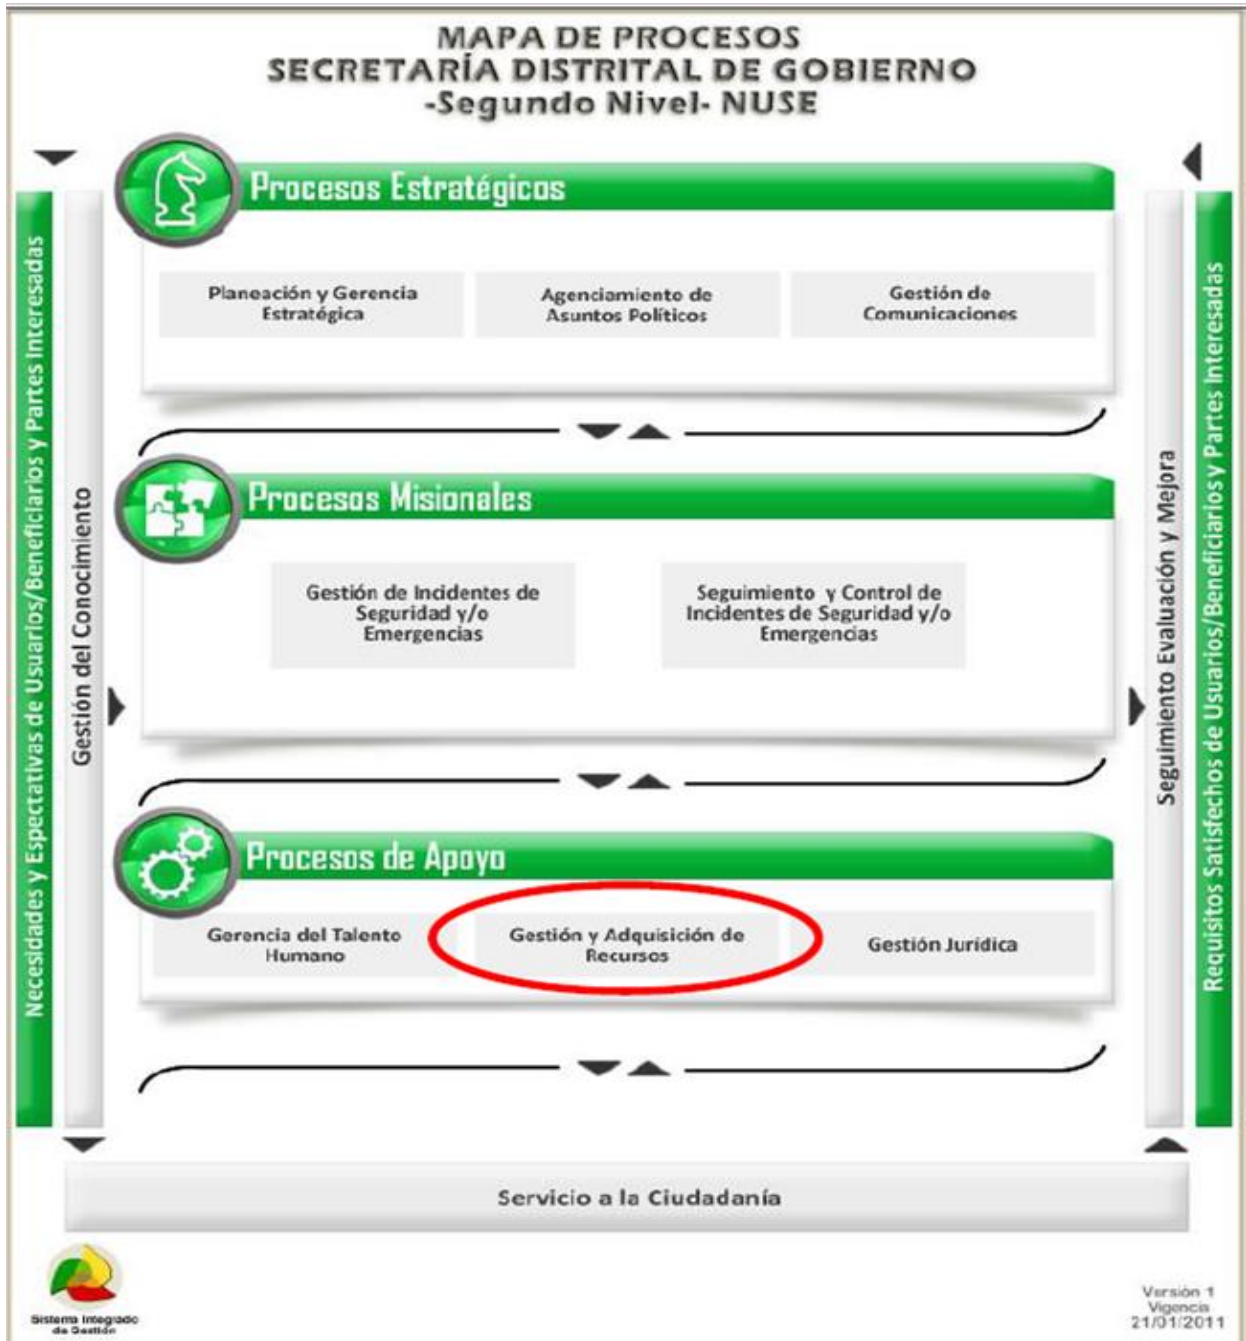 MAPA DE PROCESOS
SECRETARÍA DISTRITAL DE GOBIERNO
-Segundo Nivel- NUSE
Necesidades y Espectativas de Usuarios/Beneficiarios y Partes Interesadas
Gestión del Conocimiento
Procesos Estratégicos
Planeación y Gerencia
Estratégica
Agenciamiento de
Asuntos Políticos
Gestión de
Comunicaciones
Procesos Misionales
Gestión de Incidentes de
Seguridad y/o
Emergencias
Seguimiento y Control de
Incidentes de Seguridad y/o
Emergencias
Procesos de Apoyo
Gerencia del Talento
Humano
Gestión y Adquisición de
Recursos
Gestión Jurídica
Seguimiento Evaluación y Mejora
Requisitos Satisfechos de Usuarios/Beneficiarios y Partes Interesadas
Servicio a la Ciudadanía
Sistema Integrado
de Gestión
Versión 1
Vigencia
21/01/2011